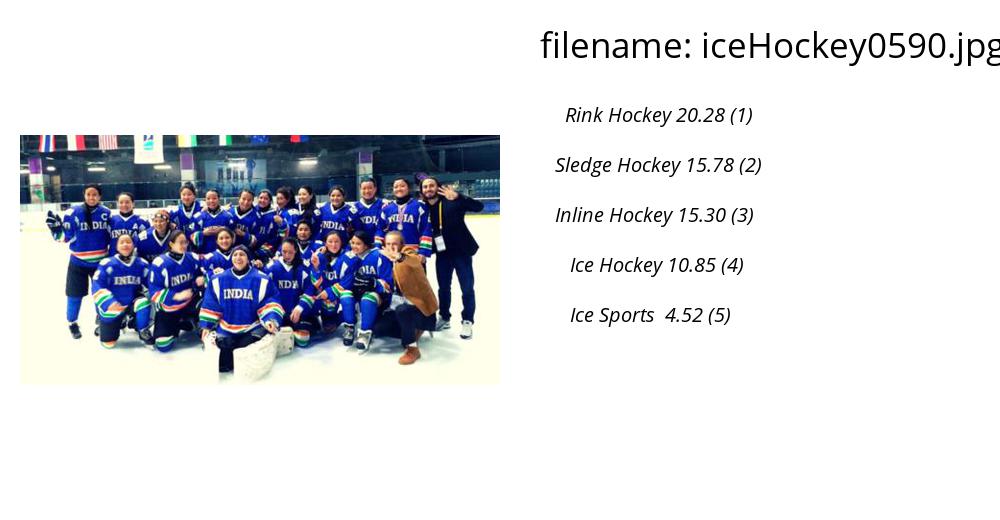 filename: iceHockey0590.jpg
Rink Hockey 20.28 (1)
Sledge Hockey 15.78 (2)
Inline Hockey 15.30 (3)
Ice Hockey 10.85 (4)
Ice Sports 4.52 (5)
C
INDIA
INDIA
INDIA
INDIA
INDIA
INDIA